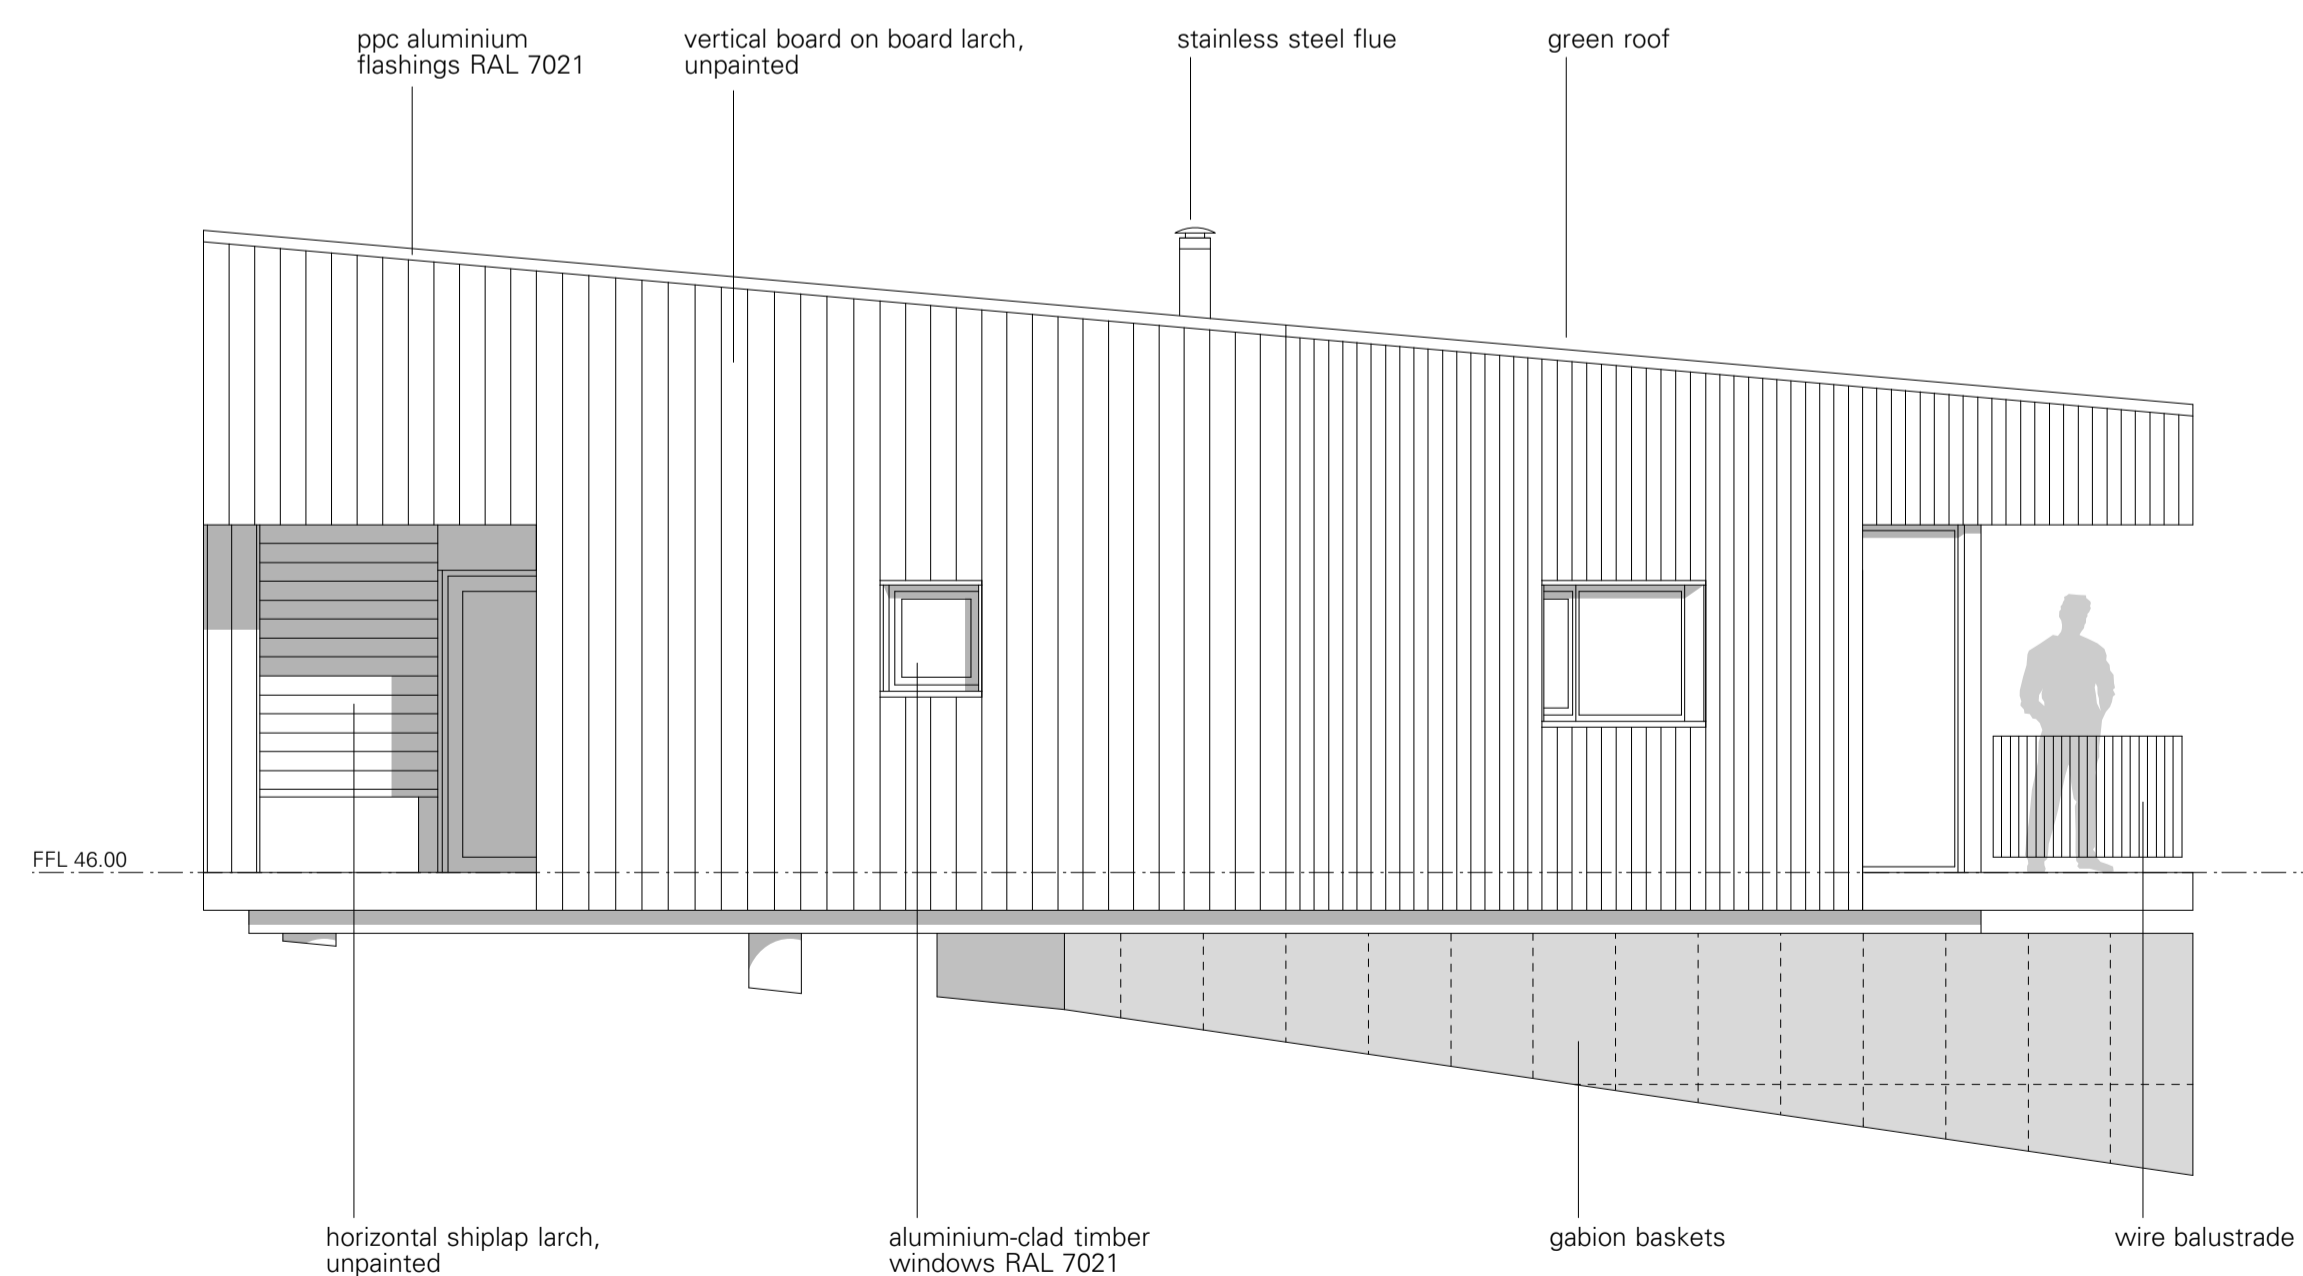 ppc aluminium
flashings RAL 7021
vertical board on board larch,
unpainted
stainless steel flue
green roof
FFL 46.00
horizontal shiplap larch,
unpainted
aluminium-clad timber
windows RAL 7021
gabion baskets
wire balustrade